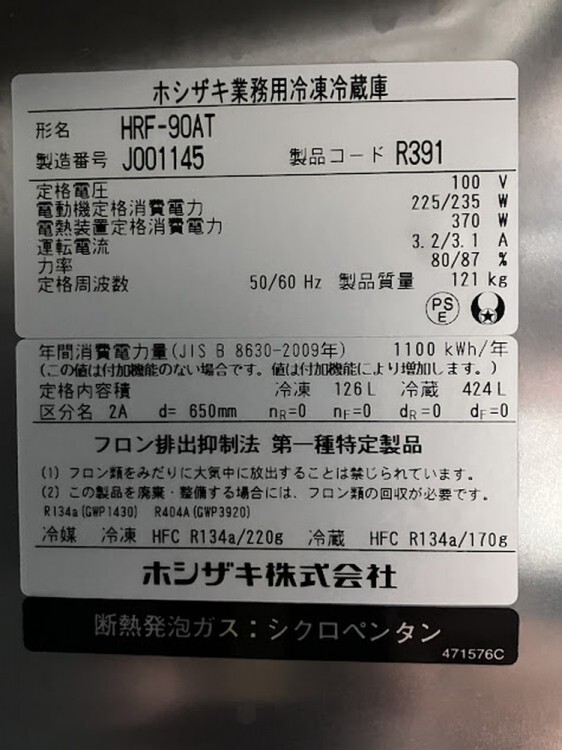 ホシザキ業務用冷凍冷蔵庫
形名 HRF-90AT
製造番号 J001145 製品コード R391
定格電圧 100 V
電動機定格消費電力 225/235 W
電熱装置定格消費電力 370 W
運転電流 3.2/3.1 A
力率 80/87 %
定格周波数 50/60 Hz 製品質量 121 kg
PS
E
年間消費電力量(JIS B 8630-2009年) 1100 kWh/年
(この値は付加機能のない場合です。値は付加機能により増加します。)
定格内容積 冷凍 126L 冷蔵 424L
区分名 2A d= 650mm nR=0 nF=0 dR=0 dF=0
フロン排出抑制法 第一種特定製品
(1) フロン類をみだりに大気中に放出することは禁じられています。
(2) この製品を廃棄・整備する場合には、フロン類の回収が必要です。
R134a(GWP1430) R404A(GWP3920)
冷媒 冷凍 HFC R134a/220g 冷蔵 HFC R134a/170g
ホシザキ株式会社
断熱発泡ガス:シクロペンタン
471576C